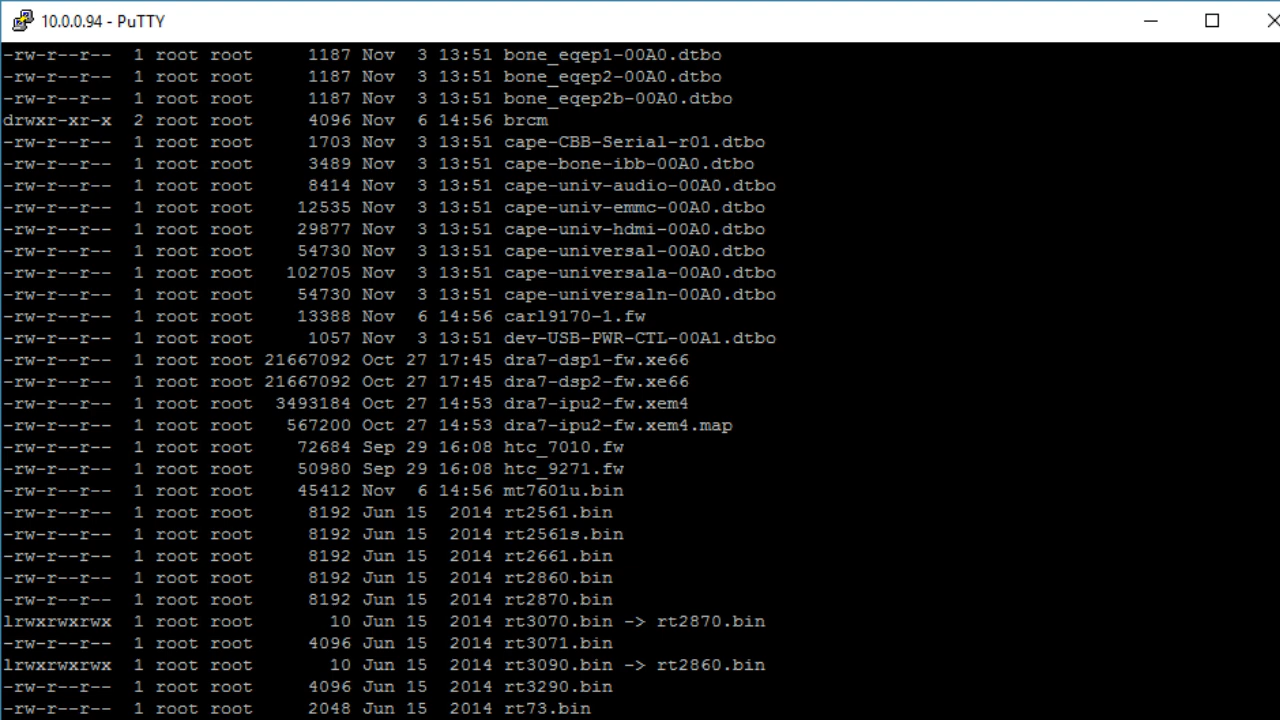 10.0.0.94 - PuTTY
-rw-r--r--  1 root root     1187 Nov  3 13:51 bone_eqep1-00A0.dtbo
-rw-r--r--  1 root root     1187 Nov  3 13:51 bone_eqep2-00A0.dtbo
-rw-r--r--  1 root root     1187 Nov  3 13:51 bone_eqep2b-00A0.dtbo
drwxr-xr-x  2 root root     4096 Nov  6 14:56 brcm
-rw-r--r--  1 root root     1703 Nov  3 13:51 cape-CBB-Serial-r01.dtbo
-rw-r--r--  1 root root     3489 Nov  3 13:51 cape-bone-ibb-00A0.dtbo
-rw-r--r--  1 root root     8414 Nov  3 13:51 cape-univ-audio-00A0.dtbo
-rw-r--r--  1 root root    12535 Nov  3 13:51 cape-univ-emmc-00A0.dtbo
-rw-r--r--  1 root root    29877 Nov  3 13:51 cape-univ-hdmi-00A0.dtbo
-rw-r--r--  1 root root    54730 Nov  3 13:51 cape-universal-00A0.dtbo
-rw-r--r--  1 root root   102705 Nov  3 13:51 cape-universala-00A0.dtbo
-rw-r--r--  1 root root    54730 Nov  3 13:51 cape-universaln-00A0.dtbo
-rw-r--r--  1 root root    13388 Nov  6 14:56 carl9170-1.fw
-rw-r--r--  1 root root     1057 Nov  3 13:51 dev-USB-PWR-CTL-00A1.dtbo
-rw-r--r--  1 root root 21667092 Oct 27 17:45 dra7-dsp1-fw.xe66
-rw-r--r--  1 root root 21667092 Oct 27 17:45 dra7-dsp2-fw.xe66
-rw-r--r--  1 root root  3493184 Oct 27 14:53 dra7-ipu2-fw.xem4
-rw-r--r--  1 root root   567200 Oct 27 14:53 dra7-ipu2-fw.xem4.map
-rw-r--r--  1 root root    72684 Sep 29 16:08 htc_7010.fw
-rw-r--r--  1 root root    50980 Sep 29 16:08 htc_9271.fw
-rw-r--r--  1 root root    45412 Nov  6 14:56 mt7601u.bin
-rw-r--r--  1 root root     8192 Jun 15  2014 rt2561.bin
-rw-r--r--  1 root root     8192 Jun 15  2014 rt2561s.bin
-rw-r--r--  1 root root     8192 Jun 15  2014 rt2661.bin
-rw-r--r--  1 root root     8192 Jun 15  2014 rt2860.bin
-rw-r--r--  1 root root     8192 Jun 15  2014 rt2870.bin
lrwxrwxrwx  1 root root       10 Jun 15  2014 rt3070.bin -> rt2870.bin
-rw-r--r--  1 root root     4096 Jun 15  2014 rt3071.bin
lrwxrwxrwx  1 root root       10 Jun 15  2014 rt3090.bin -> rt2860.bin
-rw-r--r--  1 root root     4096 Jun 15  2014 rt3290.bin
-rw-r--r--  1 root root     2048 Jun 15  2014 rt73.bin